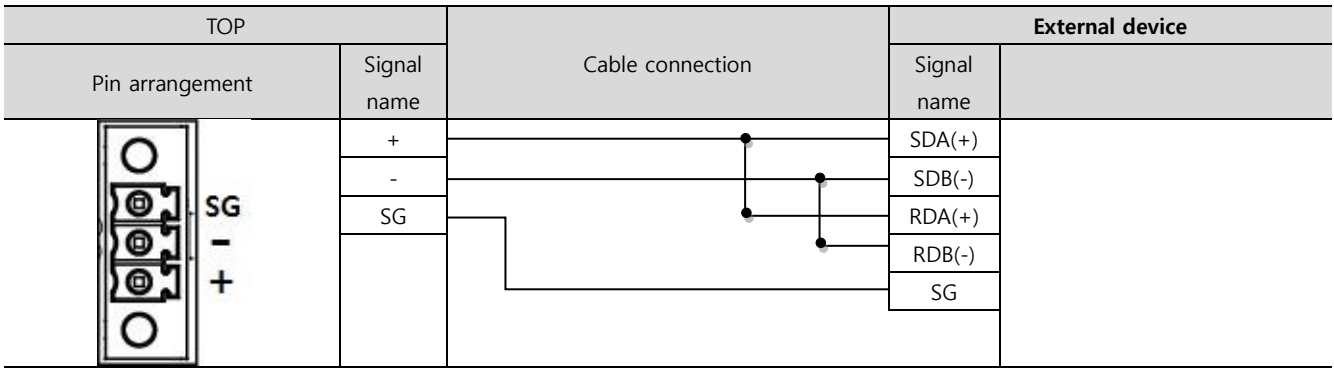 TOP
Cable connection
External device
Pin arrangement
Signal
name
Signal
name
SG
-
+
+
-
SG
SDA(+)
SDB(-)
RDA(+)
RDB(-)
SG